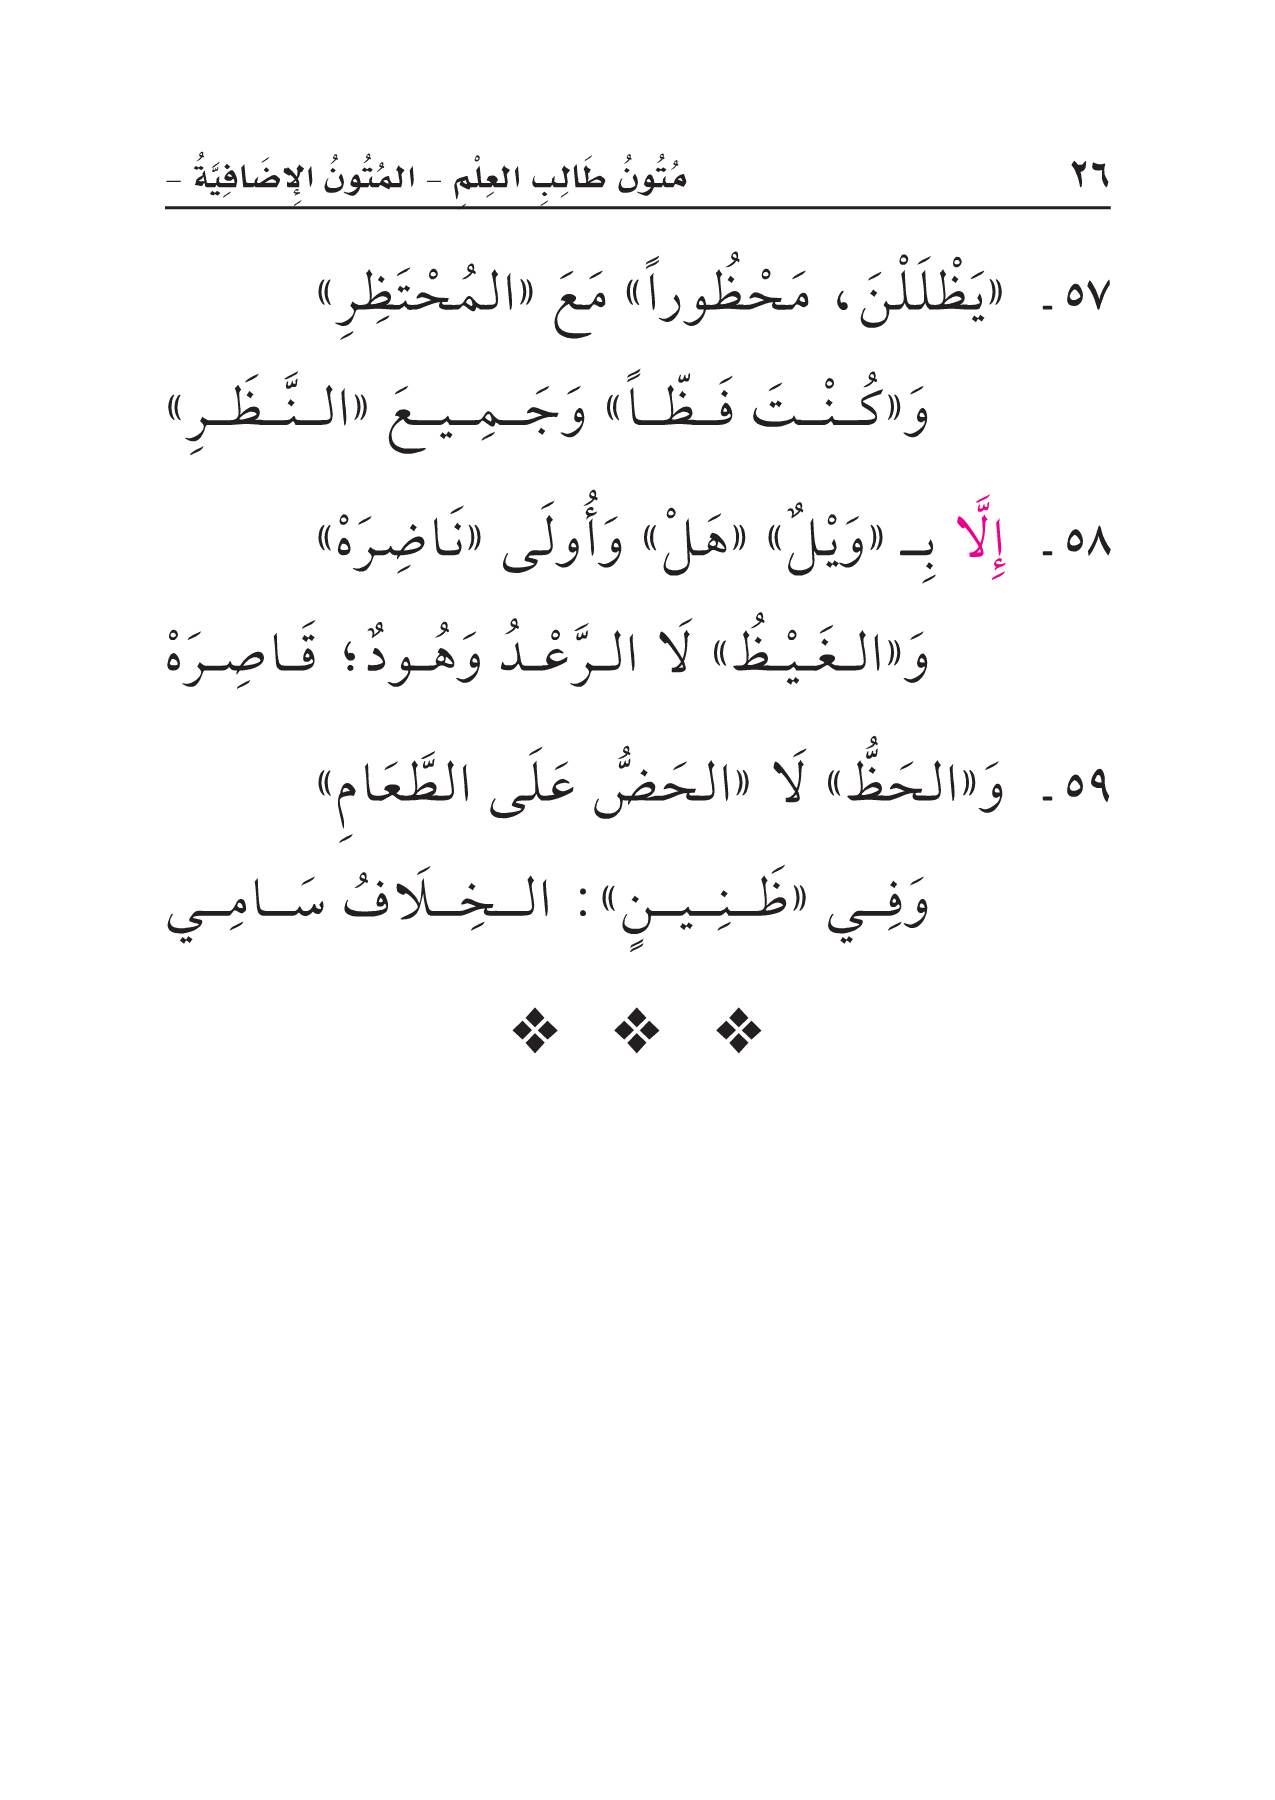 ٢٦ مُتُونُ طَالِبِ العِلْمِ - المُتُونُ الإِضَافِيَّةُ -
٥٧ - «يَظْلَلْنَ، مَحْظُوراً» مَعَ «المُحْتَظِرِ»
وَ«كُنْتَ فَظّاً» وَجَمِيعَ «النَّظَرِ»
٥٨ - إِلَّا بِـ «وَيْلٌ» «هَلْ» وَأُولَى «نَاضِرَهْ»
وَ«الغَيْظُ» لَا الرَّعْدُ وَهُودٌ؛ قَاصِرَهْ
٥٩ - وَ«الحَظُّ» لَا «الحَضُّ عَلَى الطَّعَامِ»
وَفِي «ظَنِينٍ»: الخِلَافُ سَامِي